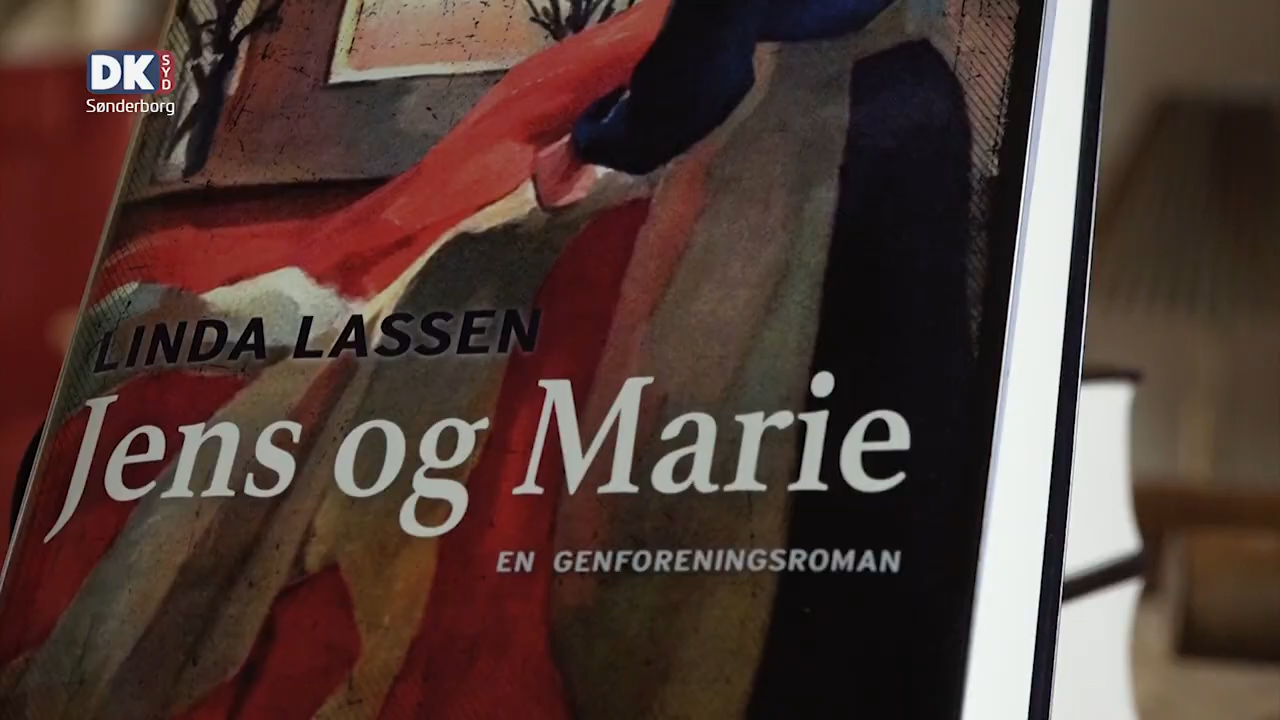 DK SYD
Sønderborg
LINDA LASSEN
Jens og Marie
EN GENFORENINGSROMAN